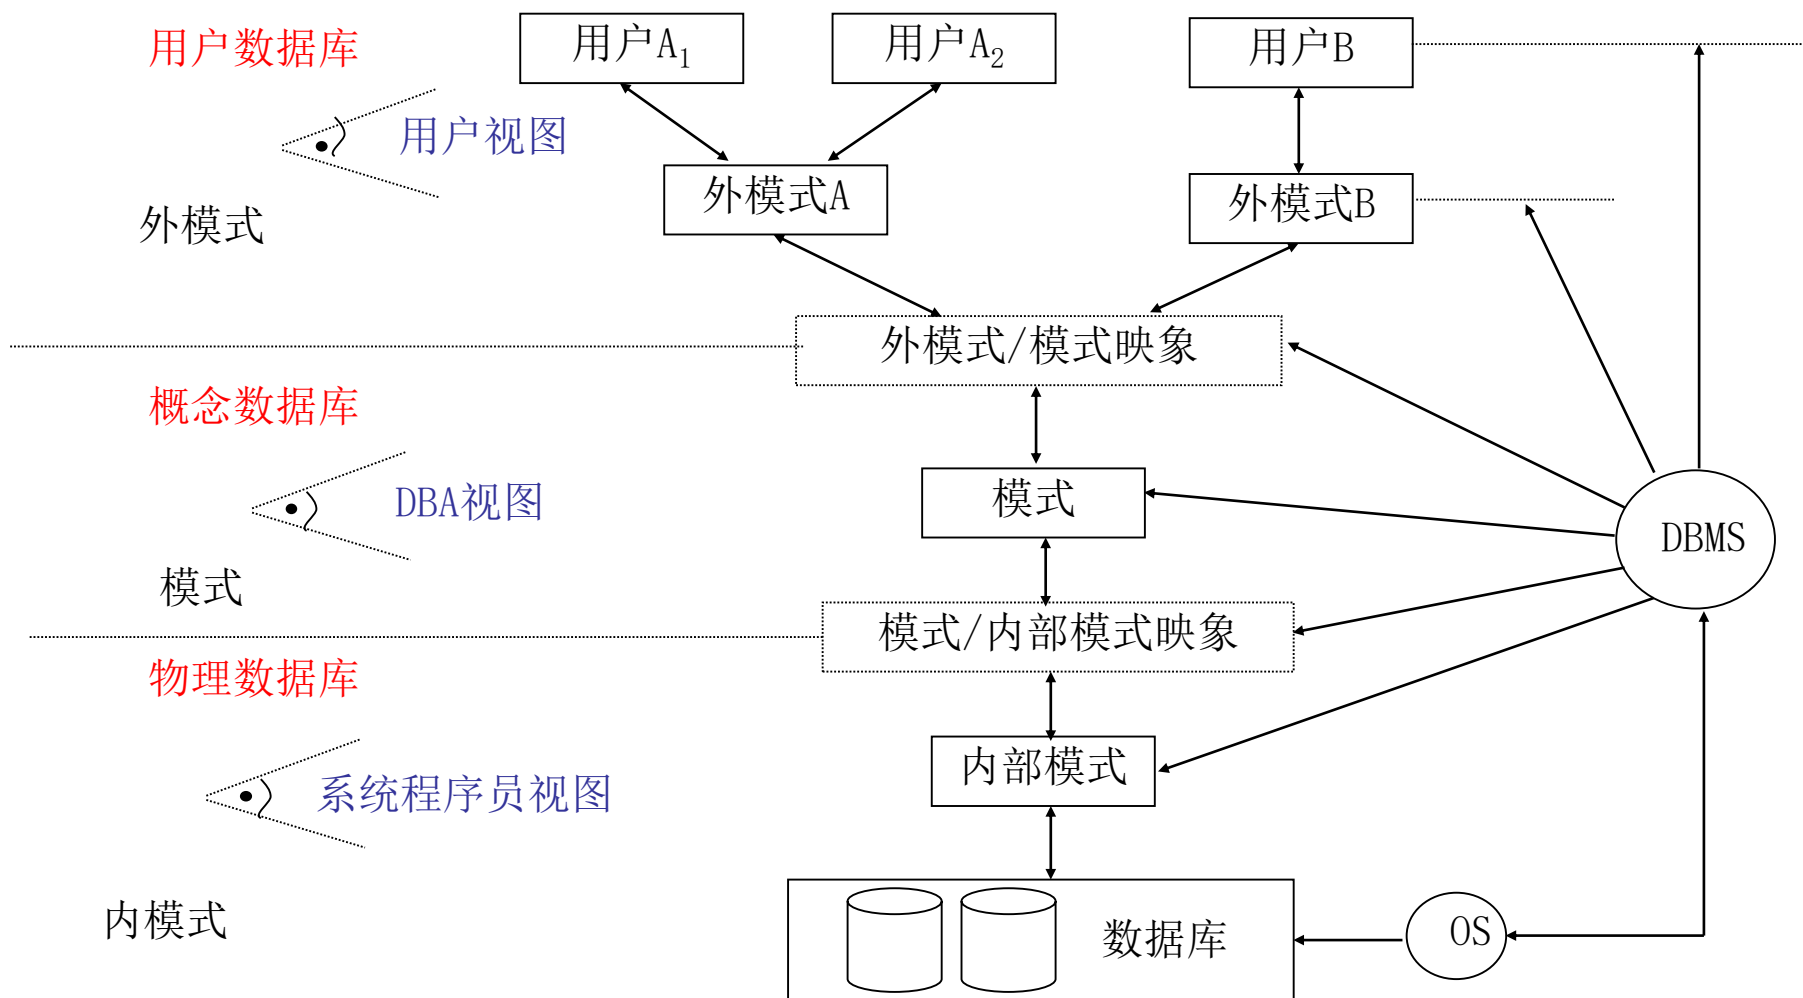 用户数据库
用户A1
用户A2
用户B
用户视图
外模式A
外模式B
外模式
外模式/模式映象
概念数据库
DBA视图
模式
DBMS
模式
模式/内部模式映象
物理数据库
内部模式
系统程序员视图
内模式
数据库
OS